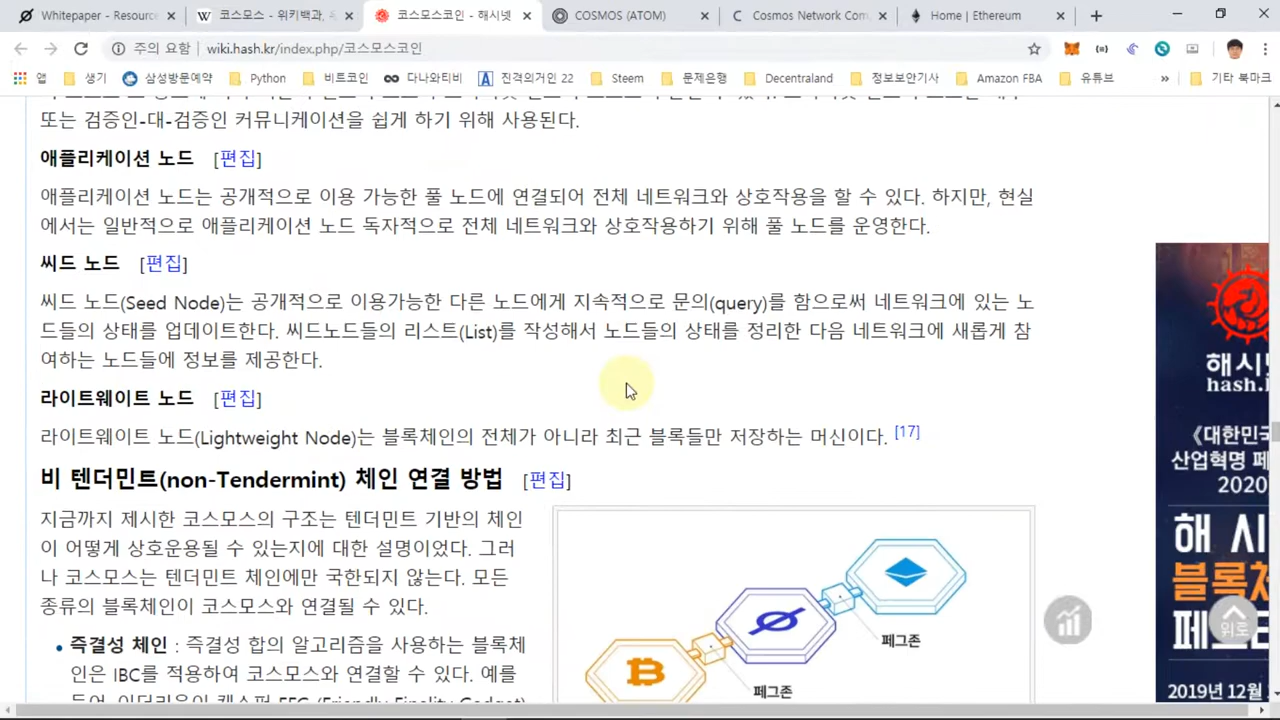 Whitepaper - Resourc
코스모스 - 위키백과,
코스모스코인 - 해시넷
COSMOS (ATOM)
Cosmos Network Com
Home | Ethereum
주의 요함 | wiki.hash.kr/index.php/코스모스코인
앱 생기 삼성방문예약 Python 비트코인 다나와티비 진격의거인 22 Steem 문제은행 Decentraland 정보보안기사 Amazon FBA 유튜브 » 기타 북마크
또는 검증인-대-검증인 커뮤니케이션을 쉽게 하기 위해 사용된다.
애플리케이션 노드 [편집]
애플리케이션 노드는 공개적으로 이용 가능한 풀 노드에 연결되어 전체 네트워크와 상호작용을 할 수 있다. 하지만, 현실
에서는 일반적으로 애플리케이션 노드 독자적으로 전체 네트워크와 상호작용하기 위해 풀 노드를 운영한다.
씨드 노드 [편집]
씨드 노드(Seed Node)는 공개적으로 이용가능한 다른 노드에게 지속적으로 문의(query)를 함으로써 네트워크에 있는 노
드들의 상태를 업데이트한다. 씨드노드들의 리스트(List)를 작성해서 노드들의 상태를 정리한 다음 네트워크에 새롭게 참
여하는 노드들에 정보를 제공한다.
라이트웨이트 노드 [편집]
라이트웨이트 노드(Lightweight Node)는 블록체인의 전체가 아니라 최근 블록들만 저장하는 머신이다. [17]
비 텐더민트(non-Tendermint) 체인 연결 방법 [편집]
지금까지 제시한 코스모스의 구조는 텐더민트 기반의 체인
이 어떻게 상호운용될 수 있는지에 대한 설명이었다. 그러
나 코스모스는 텐더민트 체인에만 국한되지 않는다. 모든
종류의 블록체인이 코스모스와 연결될 수 있다.
• 즉결성 체인 : 즉결성 합의 알고리즘을 사용하는 블록체
인은 IBC를 적용하여 코스모스와 연결할 수 있다. 예를
페그존
페그존
해시넷
hash.
《대한민국
산업혁명 페
2020
해 시
블록체
페
위로
2019년 12월